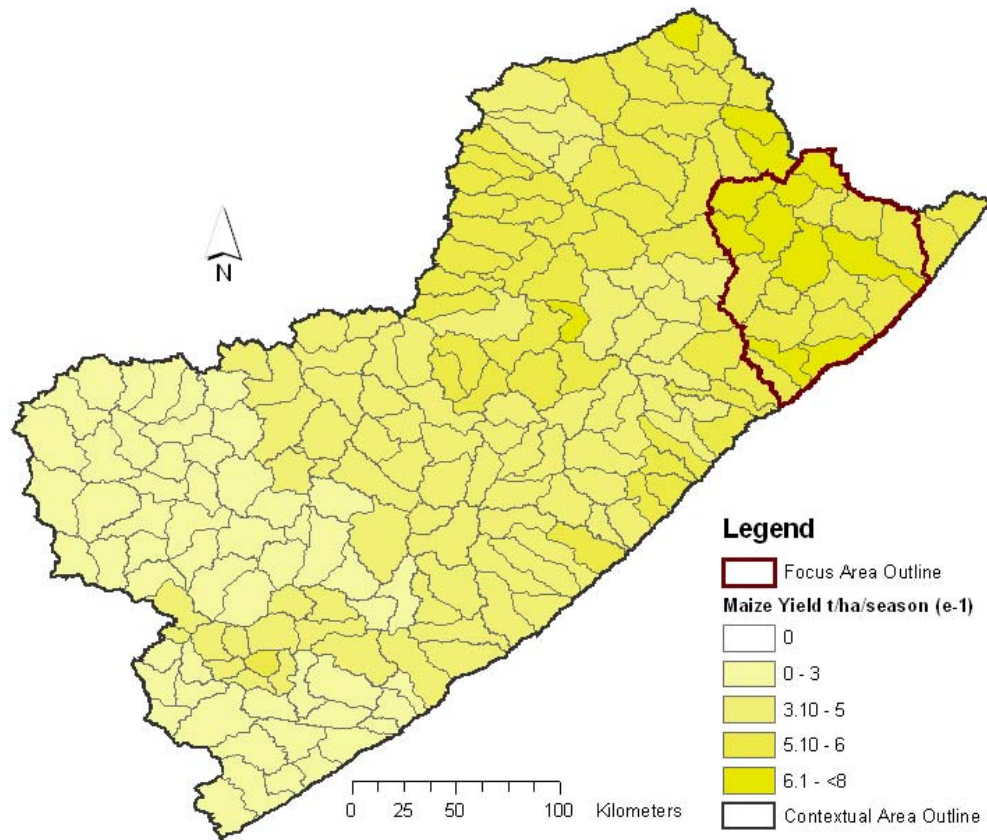 N
Legend
Focus Area Outline
Maize Yield t/ha/season (e-1)
0
0 - 3
3.10 - 5
5.10 - 6
6.1 - <8
Contextual Area Outline
0 25 50 100 Kilometers